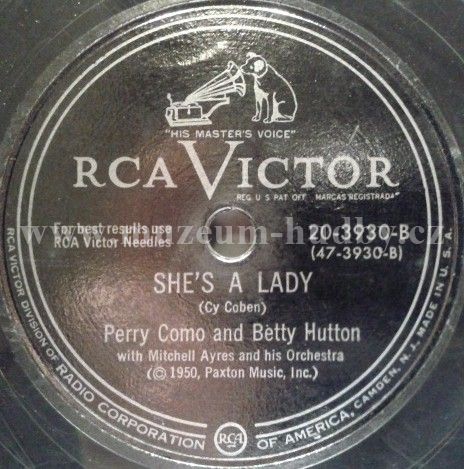 "HIS MASTER'S VOICE"
RCA VICTOR
REG. U S PAT OFF. MARCAS REGISTRADA
For best results use
RCA Victor Needles
20-3930-B
(47-3930-B)
www.muzeum-hudby.cz
SHE'S A LADY
(Cy Coben)
Perry Como and Betty Hutton
with Mitchell Ayres and his Orchestra
(© 1950, Paxton Music, Inc.)
RCA VICTOR DIVISION OF RADIO CORPORATION OF AMERICA, CAMDEN, N. J. MADE IN U. S. A.
RCA